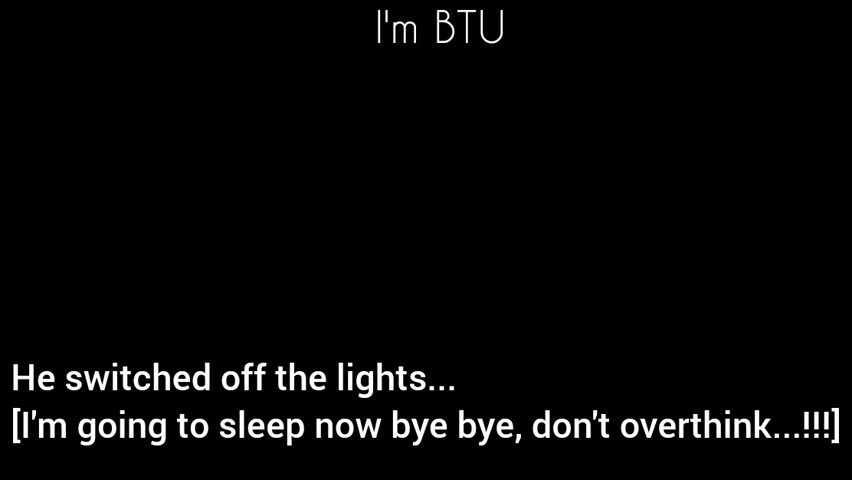 I'm BTU
He switched off the lights...
[I'm going to sleep now bye bye, don't overthink...!!!]